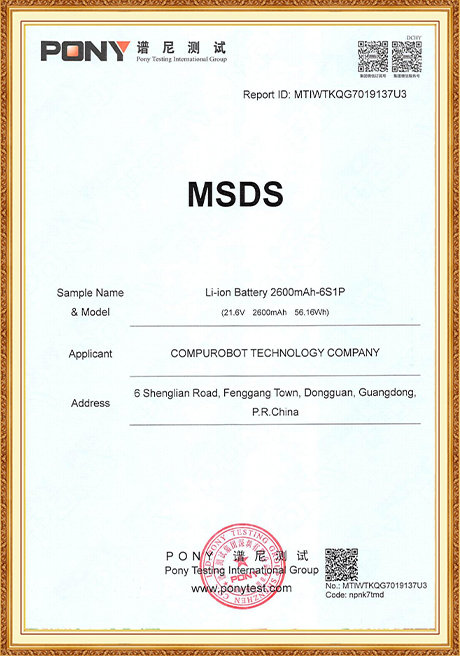 PONY 谱尼测试
Pony Testing International Group
DCHY
Report ID: MTIWTKQG7019137U3
MSDS
Sample Name
& Model
Li-ion Battery 2600mAh-6S1P
(21.6V 2600mAh 56.16Wh)
Applicant
COMPUROBOT TECHNOLOGY COMPANY
Address
6 Shenglian Road, Fenggang Town, Dongguan, Guangdong,
P.R.China
PONY 谱尼测试
Pony Testing International Group
www.ponytest.com
PONY
No.: MTIWTKQG7019137U3
Code: npnk7tmd